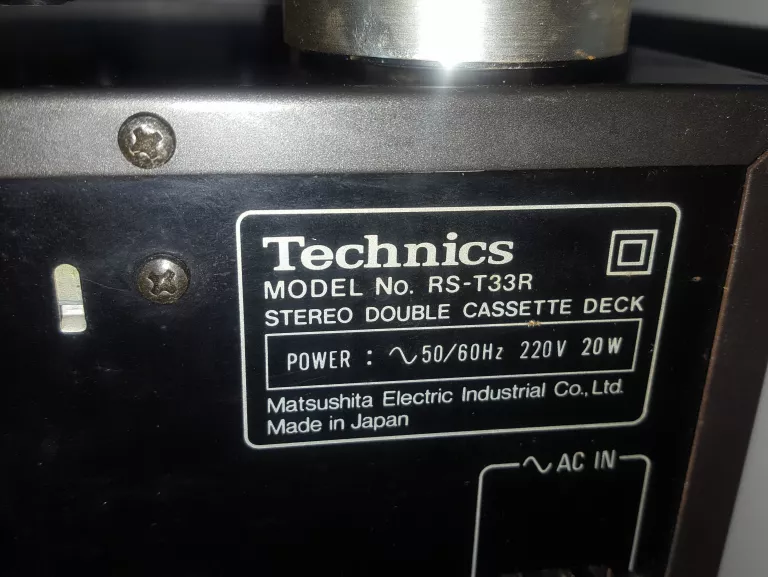 Technics
MODEL No. RS-T33R
STEREO DOUBLE CASSETTE DECK
POWER : ∿50/60Hz 220V 20W
Matsushita Electric Industrial Co., Ltd.
Made in Japan
∿ AC IN